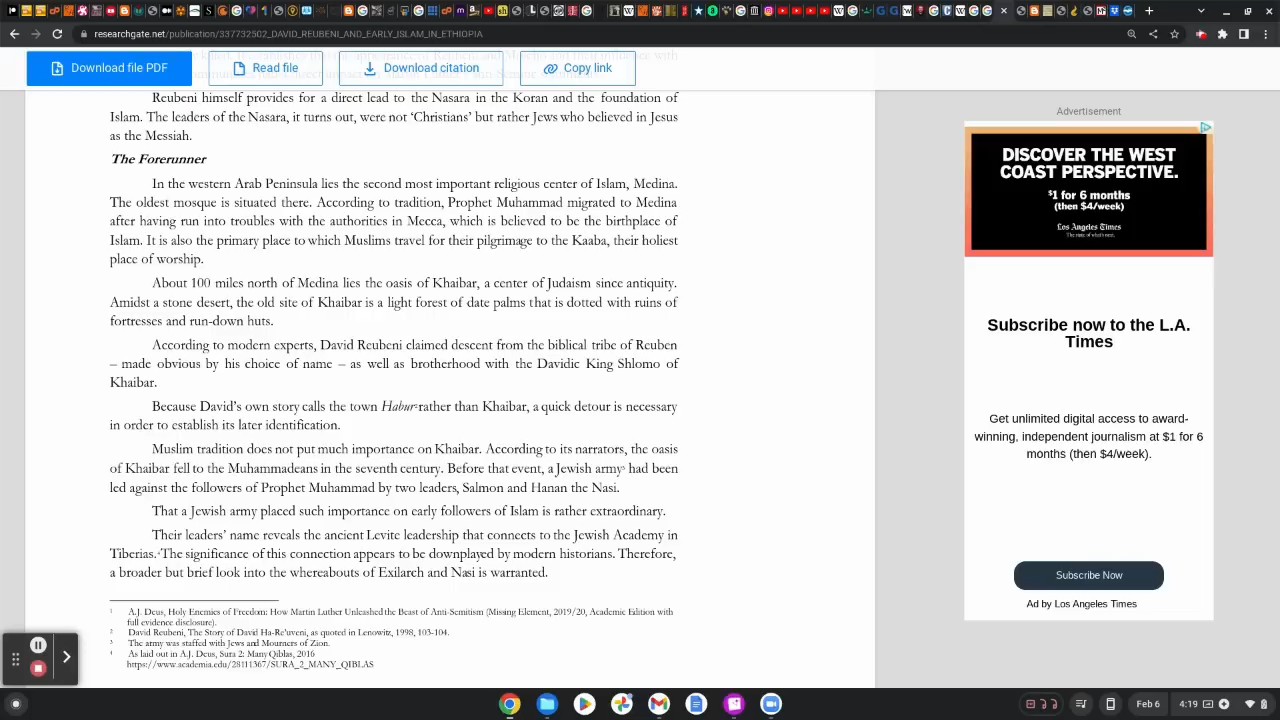 researchgate.net/publication/337732502_DAVID_REUBENI_AND_EARLY_ISLAM_IN_ETHIOPIA
Download file PDF
Read file
Download citation
Copy link
Reubeni himself provides for a direct lead to the Nasara in the Koran and the foundation of
Islam. The leaders of the Nasara, it turns out, were not ‘Christians’ but rather Jews who believed in Jesus
as the Messiah.
The Forerunner
In the western Arab Peninsula lies the second most important religious center of Islam, Medina.
The oldest mosque is situated there. According to tradition, Prophet Muhammad migrated to Medina
after having run into troubles with the authorities in Mecca, which is believed to be the birthplace of
Islam. It is also the primary place to which Muslims travel for their pilgrimage to the Kaaba, their holiest
place of worship.
About 100 miles north of Medina lies the oasis of Khaibar, a center of Judaism since antiquity.
Amidst a stone desert, the old site of Khaibar is a light forest of date palms that is dotted with ruins of
fortresses and run-down huts.
According to modern experts, David Reubeni claimed descent from the biblical tribe of Reuben
– made obvious by his choice of name – as well as brotherhood with the Davidic King Shlomo of
Khaibar.
Because David’s own story calls the town Habur² rather than Khaibar, a quick detour is necessary
in order to establish its later identification.
Muslim tradition does not put much importance on Khaibar. According to its narrators, the oasis
of Khaibar fell to the Muhammadeans in the seventh century. Before that event, a Jewish army³ had been
led against the followers of Prophet Muhammad by two leaders, Salmon and Hanan the Nasi.
That a Jewish army placed such importance on early followers of Islam is rather extraordinary.
Their leaders’ name reveals the ancient Levite leadership that connects to the Jewish Academy in
Tiberias.⁴ The significance of this connection appears to be downplayed by modern historians. Therefore,
a broader but brief look into the whereabouts of Exilarch and Nasi is warranted.
1 A.J. Deus, Holy Enemies of Freedom: How Martin Luther Unleashed the Beast of Anti-Semitism (Missing Element, 2019/20, Academic Edition with
full evidence disclosure).
2 David Reubeni, The Story of David Ha-Re'uveni, as quoted in Lenowitz, 1998, 103-104.
3 The army was staffed with Jews and Mourners of Zion.
4 As laid out in A.J. Deus, Sura 2: Many Qiblas, 2016
https://www.academia.edu/28111367/SURA_2_MANY_QIBLAS
Advertisement
DISCOVER THE WEST
COAST PERSPECTIVE.
$1 for 6 months
(then $4/week)
Los Angeles Times
Subscribe now to the L.A.
Times
Get unlimited digital access to award-
winning, independent journalism at $1 for 6
months (then $4/week).
Subscribe Now
Ad by Los Angeles Times
Feb 6
4:19